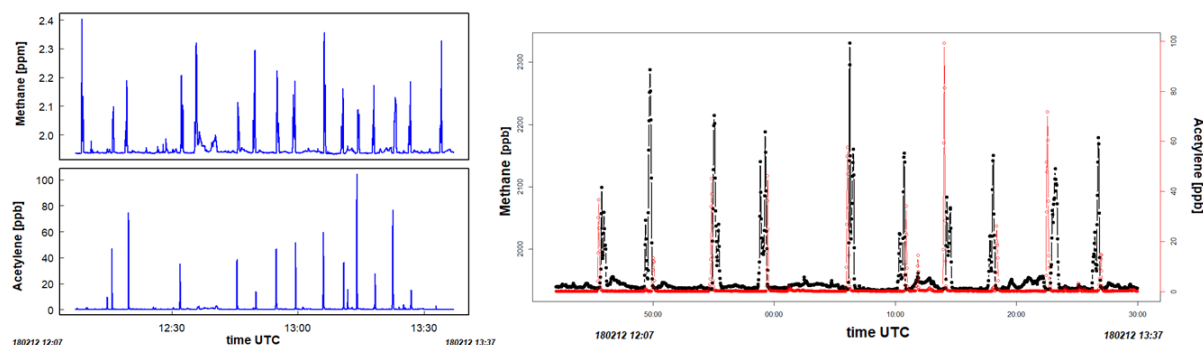 2.4
2.3
2.2
2.1
2.0
Methane [ppm]
100
80
60
40
20
0
Acetylene [ppb]
12:30 13:00 13:30
180212 12:07 time UTC 180212 13:37
2300
2200
2100
2000
Methane [ppb]
100
80
60
40
20
0
Acetylene [ppb]
50:00 00:00 10:00 20:00 30:00
180212 12:07 time UTC 180212 13:37